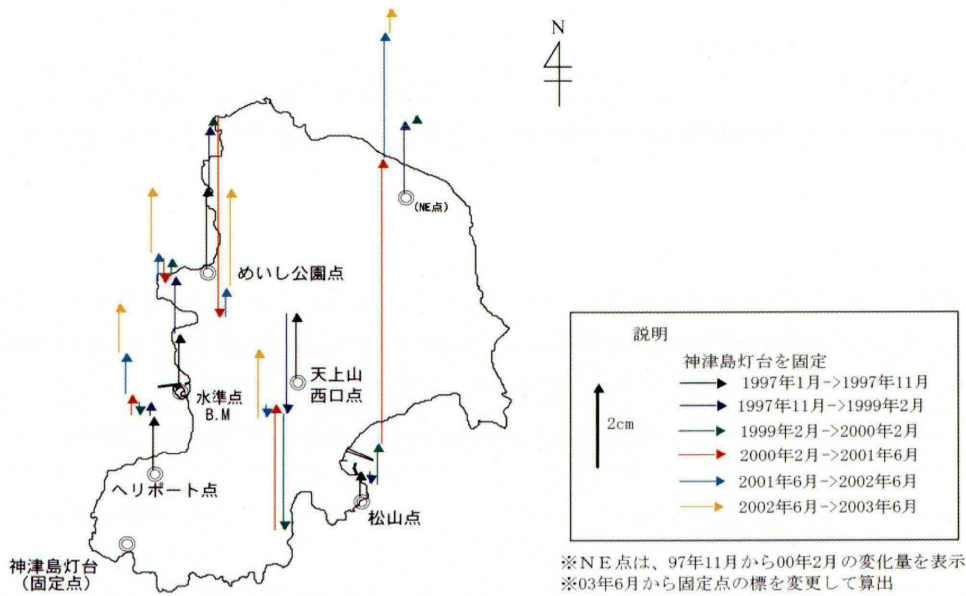 N
(NE点)
めいし公園点
天上山
西口点
水準点
B.M
ヘリポート点
松山点
神津島灯台
(固定点)
説明
神津島灯台を固定
2cm
1997年1月->1997年11月
1997年11月->1999年2月
1999年2月->2000年2月
2000年2月->2001年6月
2001年6月->2002年6月
2002年6月->2003年6月
※NE点は、97年11月から00年2月の変化量を表示
※03年6月から固定点の標を変更して算出